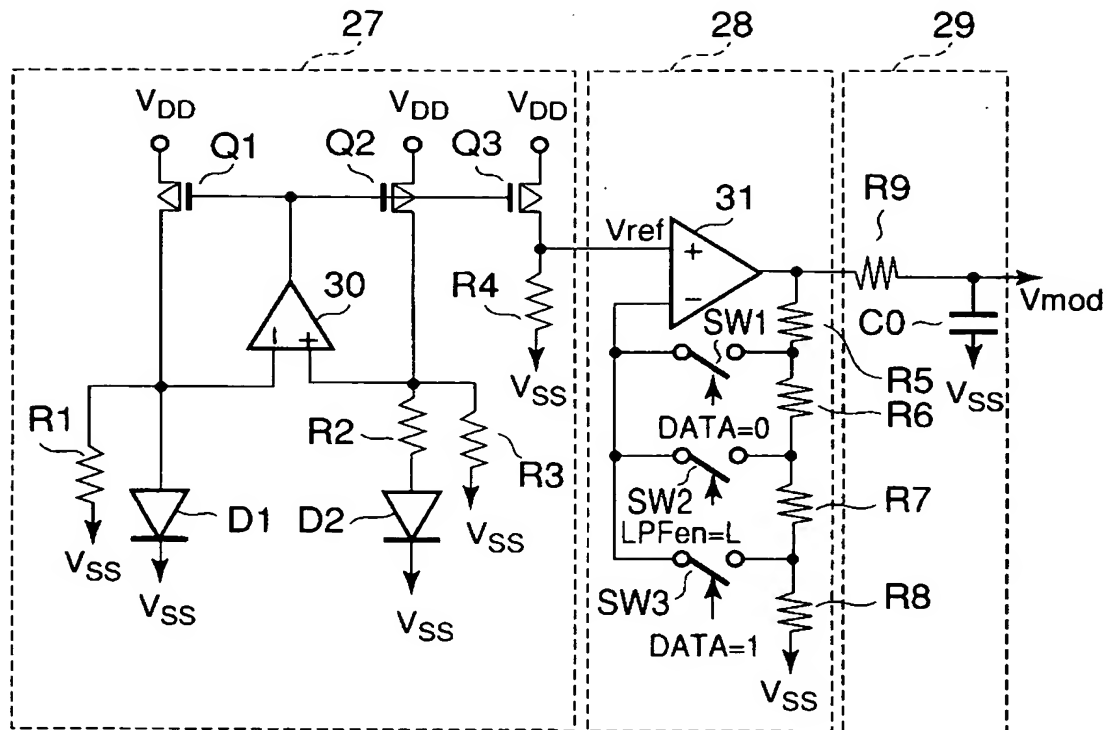 27
28
29
VDD
VDD
VDD
Q1
Q2
Q3
31
R9
Vref
+
−
30
R4
SW1
C0
Vmod
− +
VSS
R5
VSS
R1
R2
DATA=0
R6
R3
SW2
R7
D1
D2
VSS
LPFen=L
VSS
SW3
R8
VSS
VSS
DATA=1
VSS